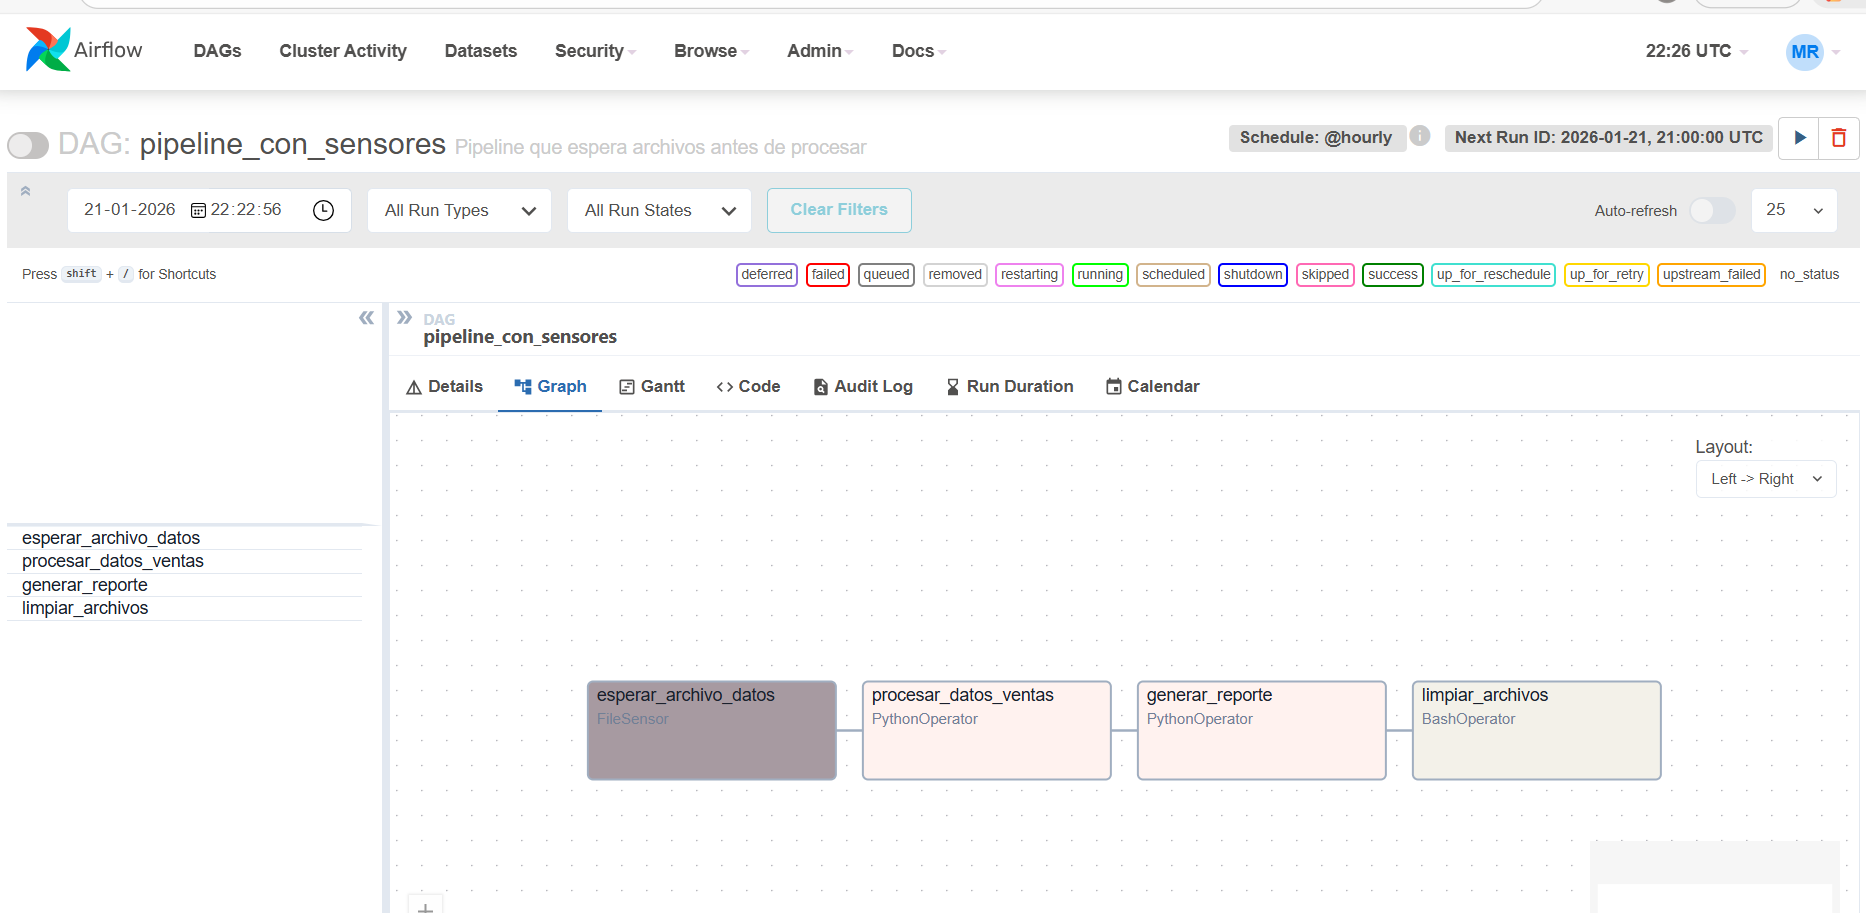 Airflow DAGs Cluster Activity Datasets Security Browse Admin Docs 22:26 UTC MR
DAG: pipeline_con_sensores Pipeline que espera archivos antes de procesar Schedule: @hourly Next Run ID: 2026-01-21, 21:00:00 UTC
21-01-2026 22:22:56 All Run Types All Run States Clear Filters Auto-refresh 25
Press shift + / for Shortcuts deferred failed queued removed restarting running scheduled shutdown skipped success up_for_reschedule up_for_retry upstream_failed no_status
DAG
pipeline_con_sensores
Details Graph Gantt Code Audit Log Run Duration Calendar
Layout:
Left -> Right
esperar_archivo_datos
procesar_datos_ventas
generar_reporte
limpiar_archivos
esperar_archivo_datos
FileSensor
procesar_datos_ventas
PythonOperator
generar_reporte
PythonOperator
limpiar_archivos
BashOperator